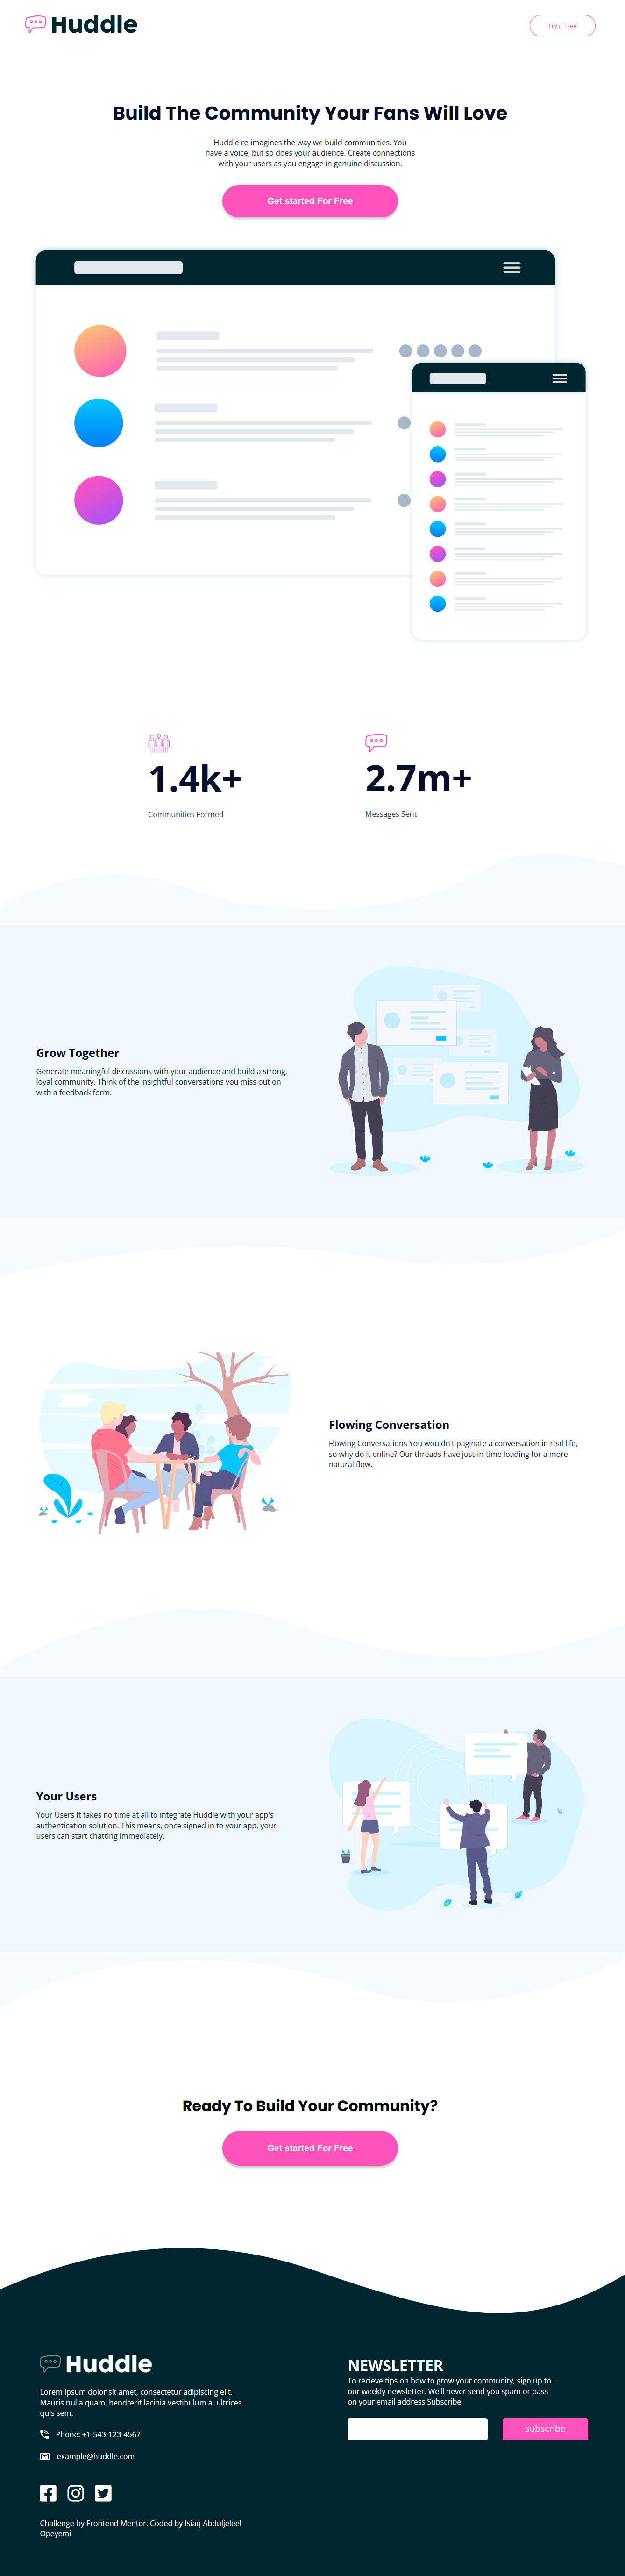 Huddle
Try it Free
Build The Community Your Fans Will Love
Huddle re-imagines the way we build communities. You
have a voice, but so does your audience. Create connections
with your users as you engage in genuine discussion.
Get started For Free
1.4k+
Communities Formed
2.7m+
Messages Sent
Grow Together
Generate meaningful discussions with your audience and build a strong,
loyal community. Think of the insightful conversations you miss out on
with a feedback form.
Flowing Conversation
Flowing Conversations You wouldn't paginate a conversation in real life,
so why do it online? Our threads have just-in-time loading for a more
natural flow.
Your Users
Your Users It takes no time at all to integrate Huddle with your app's
authentication solution. This means, once signed in to your app, your
users can start chatting immediately.
Ready To Build Your Community?
Get started For Free
Huddle
Lorem ipsum dolor sit amet, consectetur adipiscing elit.
Mauris nulla quam, hendrerit lacinia vestibulum a, ultrices
quis sem.
Phone: +1-543-123-4567
example@huddle.com
Challenge by Frontend Mentor. Coded by Isiaq Abduljeleel
Opeyemi
NEWSLETTER
To recieve tips on how to grow your community, sign up to
our weekly newsletter. We'll never send you spam or pass
on your email address Subscribe
subscribe